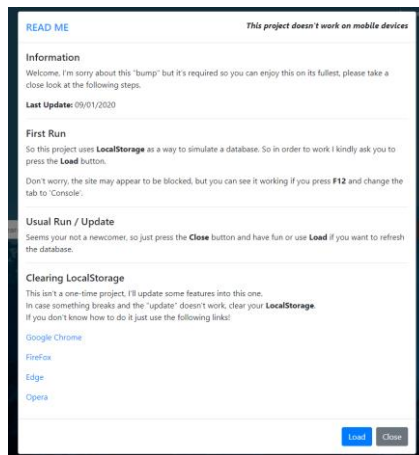 READ ME
This project doesn't work on mobile devices
Information
Welcome, I'm sorry about this "bump" but it's required so you can enjoy this on its fullest, please take a
close look at the following steps.
Last Update: 09/01/2020
First Run
So this project uses LocalStorage as a way to simulate a database. So in order to work I kindly ask you to
press the Load button.
Don't worry, the site may appear to be blocked, but you can see it working if you press F12 and change the
tab to 'Console'.
Usual Run / Update
Seems your not a newcomer, so just press the Close button and have fun or use Load if you want to refresh
the database.
Clearing LocalStorage
This isn't a one-time project, I'll update some features into this one.
In case something breaks and the "update" doesn't work, clear your LocalStorage.
If you don't know how to do it just use the following links!
Google Chrome
FireFox
Edge
Opera
Load
Close